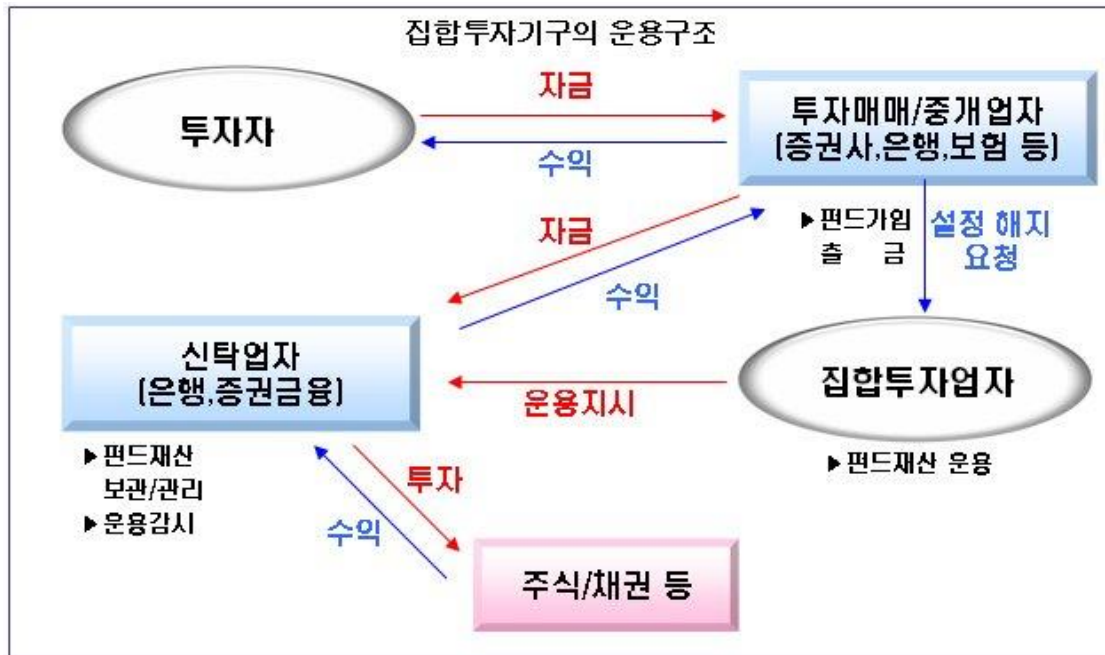 집합투자기구의 운용구조
투자자
자금
수익
투자매매/중개업자
(증권사,은행,보험 등)
자금
수익
▶펀드가입
출 금
설정 해지
요청
신탁업자
(은행,증권금융)
운용지시
집합투자업자
▶펀드재산
보관/관리
▶운용감시
▶펀드재산 운용
투자
수익
주식/채권 등